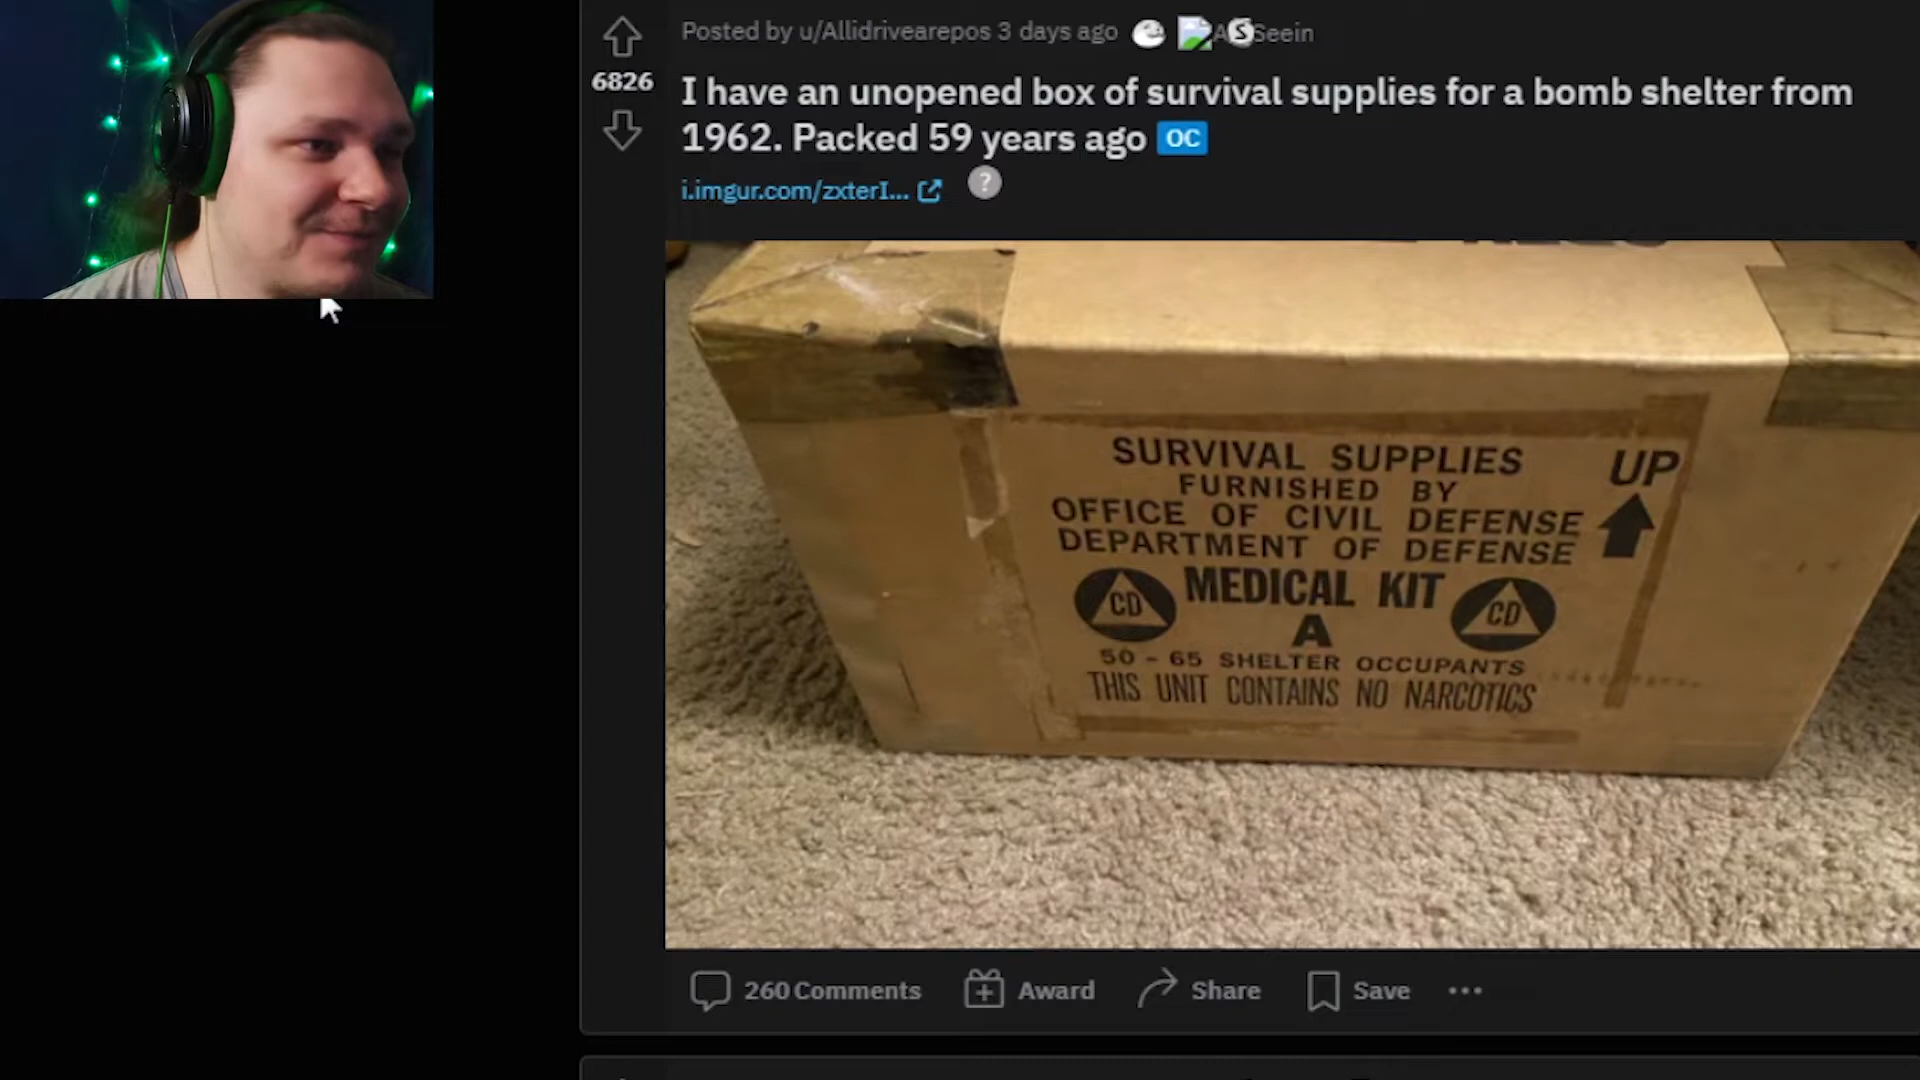 Posted by u/Allidrivearepos 3 days ago
Seein
6826
I have an unopened box of survival supplies for a bomb shelter from
1962. Packed 59 years ago OC
i.imgur.com/zxterI... ?
SURVIVAL SUPPLIES
UP
FURNISHED BY
OFFICE OF CIVIL DEFENSE
DEPARTMENT OF DEFENSE
CD MEDICAL KIT CD
A
50 - 65 SHELTER OCCUPANTS
THIS UNIT CONTAINS NO NARCOTICS
260 Comments Award Share Save